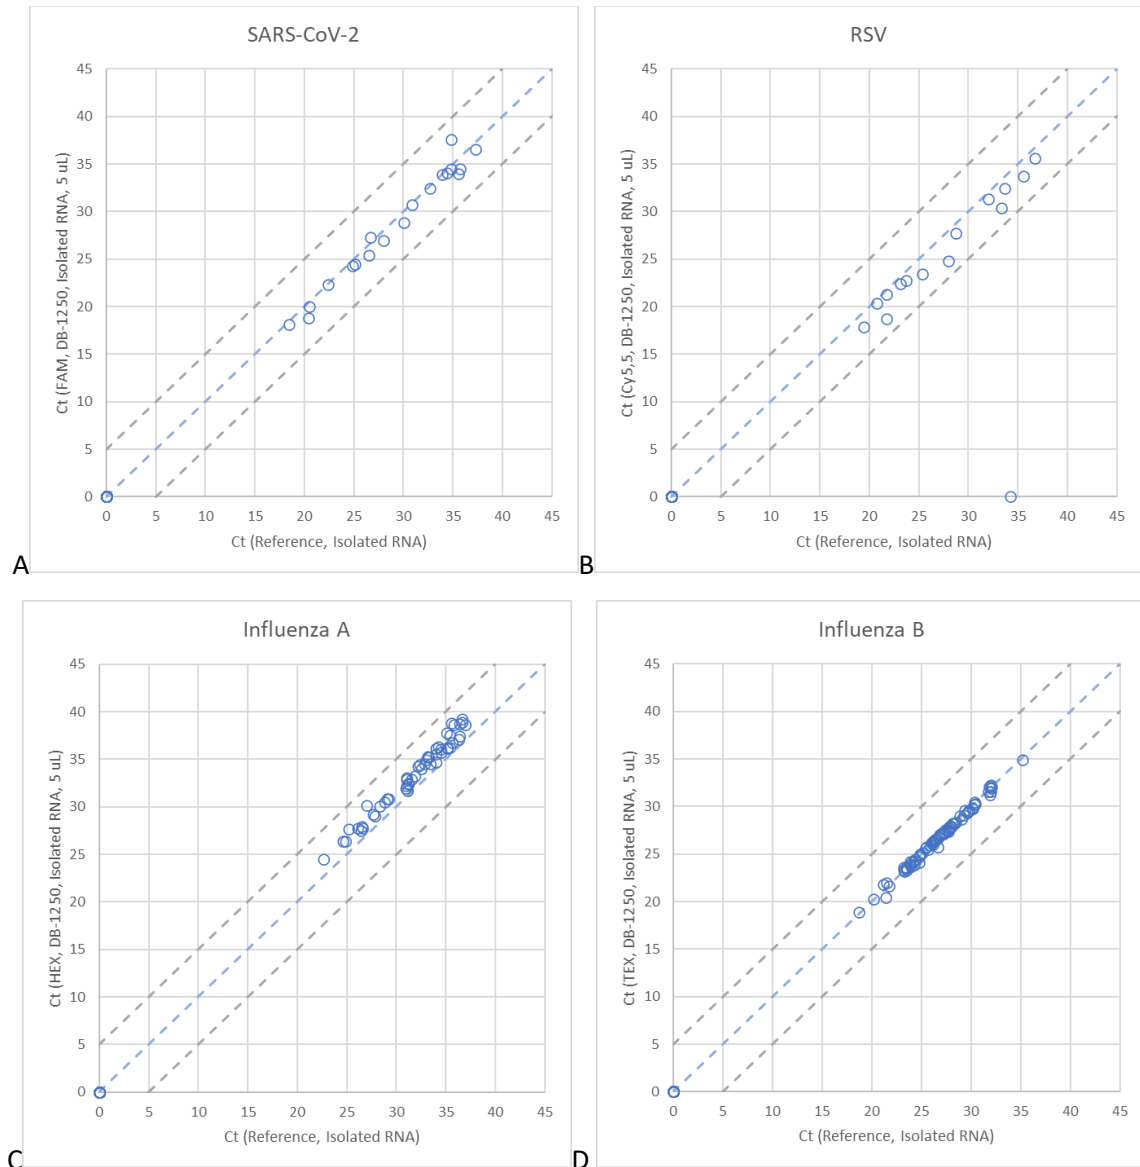 SARS-CoV-2
45
40
35
30
25
20
15
10
5
0
0 5 10 15 20 25 30 35 40 45
Ct (FAM, DB-1250, Isolated RNA, 5 uL)
Ct (Reference, Isolated RNA)
A
RSV
45
40
35
30
25
20
15
10
5
0
0 5 10 15 20 25 30 35 40 45
Ct (Cy5,5, DB-1250, Isolated RNA, 5 uL)
Ct (Reference, Isolated RNA)
B
Influenza A
45
40
35
30
25
20
15
10
5
0
0 5 10 15 20 25 30 35 40 45
Ct (HEX, DB-1250, Isolated RNA, 5 uL)
Ct (Reference, Isolated RNA)
C
Influenza B
45
40
35
30
25
20
15
10
5
0
0 5 10 15 20 25 30 35 40 45
Ct (TEX, DB-1250, Isolated RNA, 5 uL)
Ct (Reference, Isolated RNA)
D